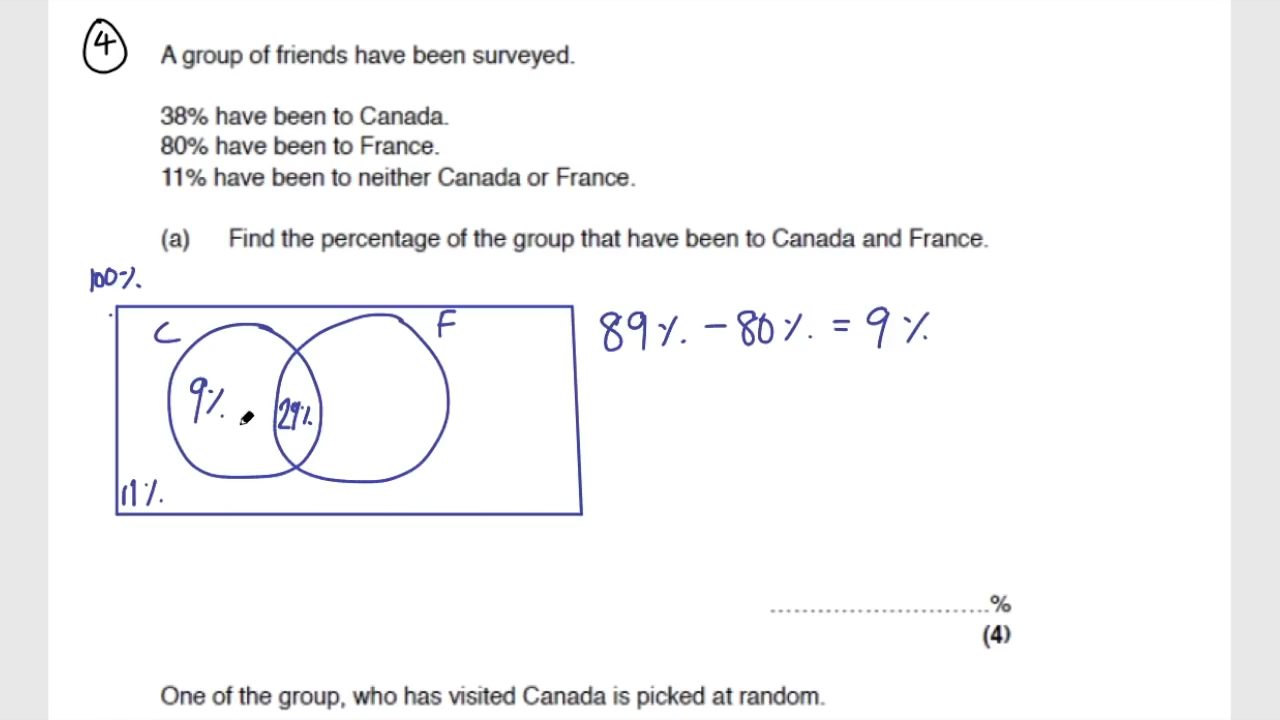 4
A group of friends have been surveyed.
38% have been to Canada.
80% have been to France.
11% have been to neither Canada or France.
(a) Find the percentage of the group that have been to Canada and France.
100%.
C
F
89% - 80% = 9%
9%
29%
11%
..........................%
(4)
One of the group, who has visited Canada is picked at random.